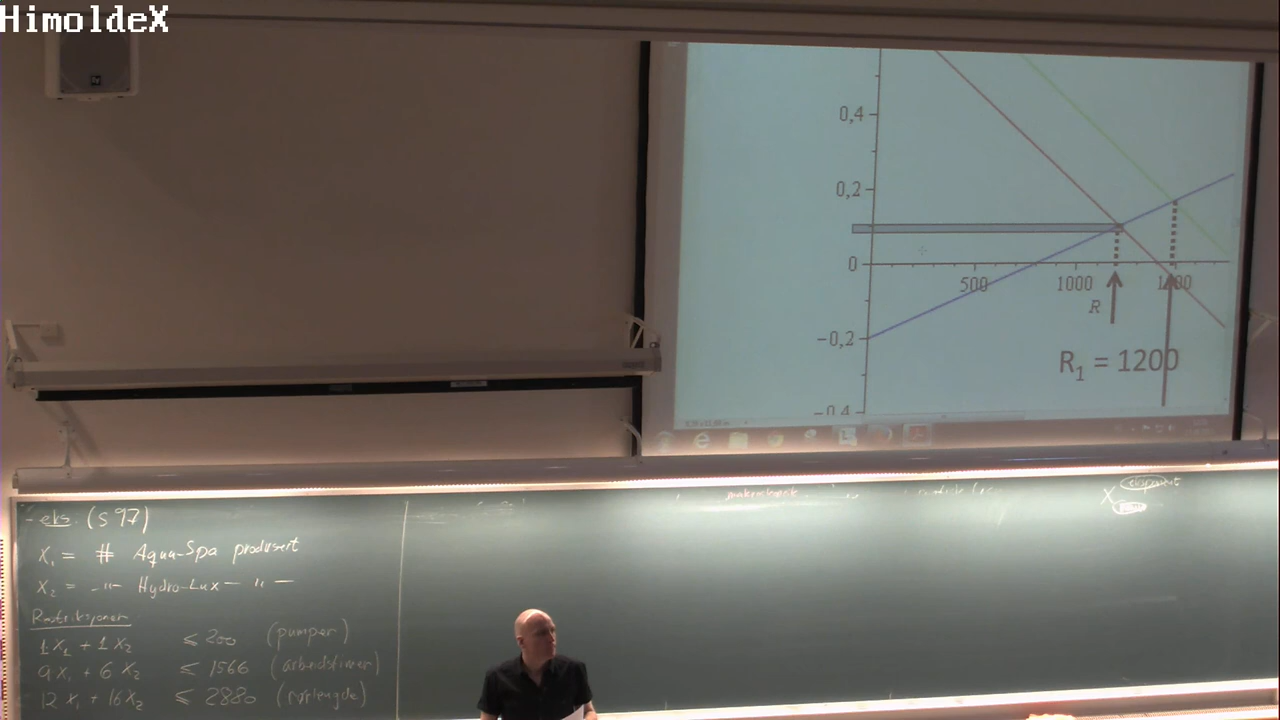 HimoldeX
0,4
0,2
0
500
1000
R
−0,2
R₁ = 1200
−0,4
eks. (s 97)
X₁ = # Aqua-Spa produsert
X₂ = -"- Hydro-Lux -"-
Restriksjoner
1X₁ + 1X₂ ≤ 200 (pumper)
9X₁ + 6X₂ ≤ 1566 (arbeidstimer)
12X₁ + 16X₂ ≤ 2880 (rørlengde)